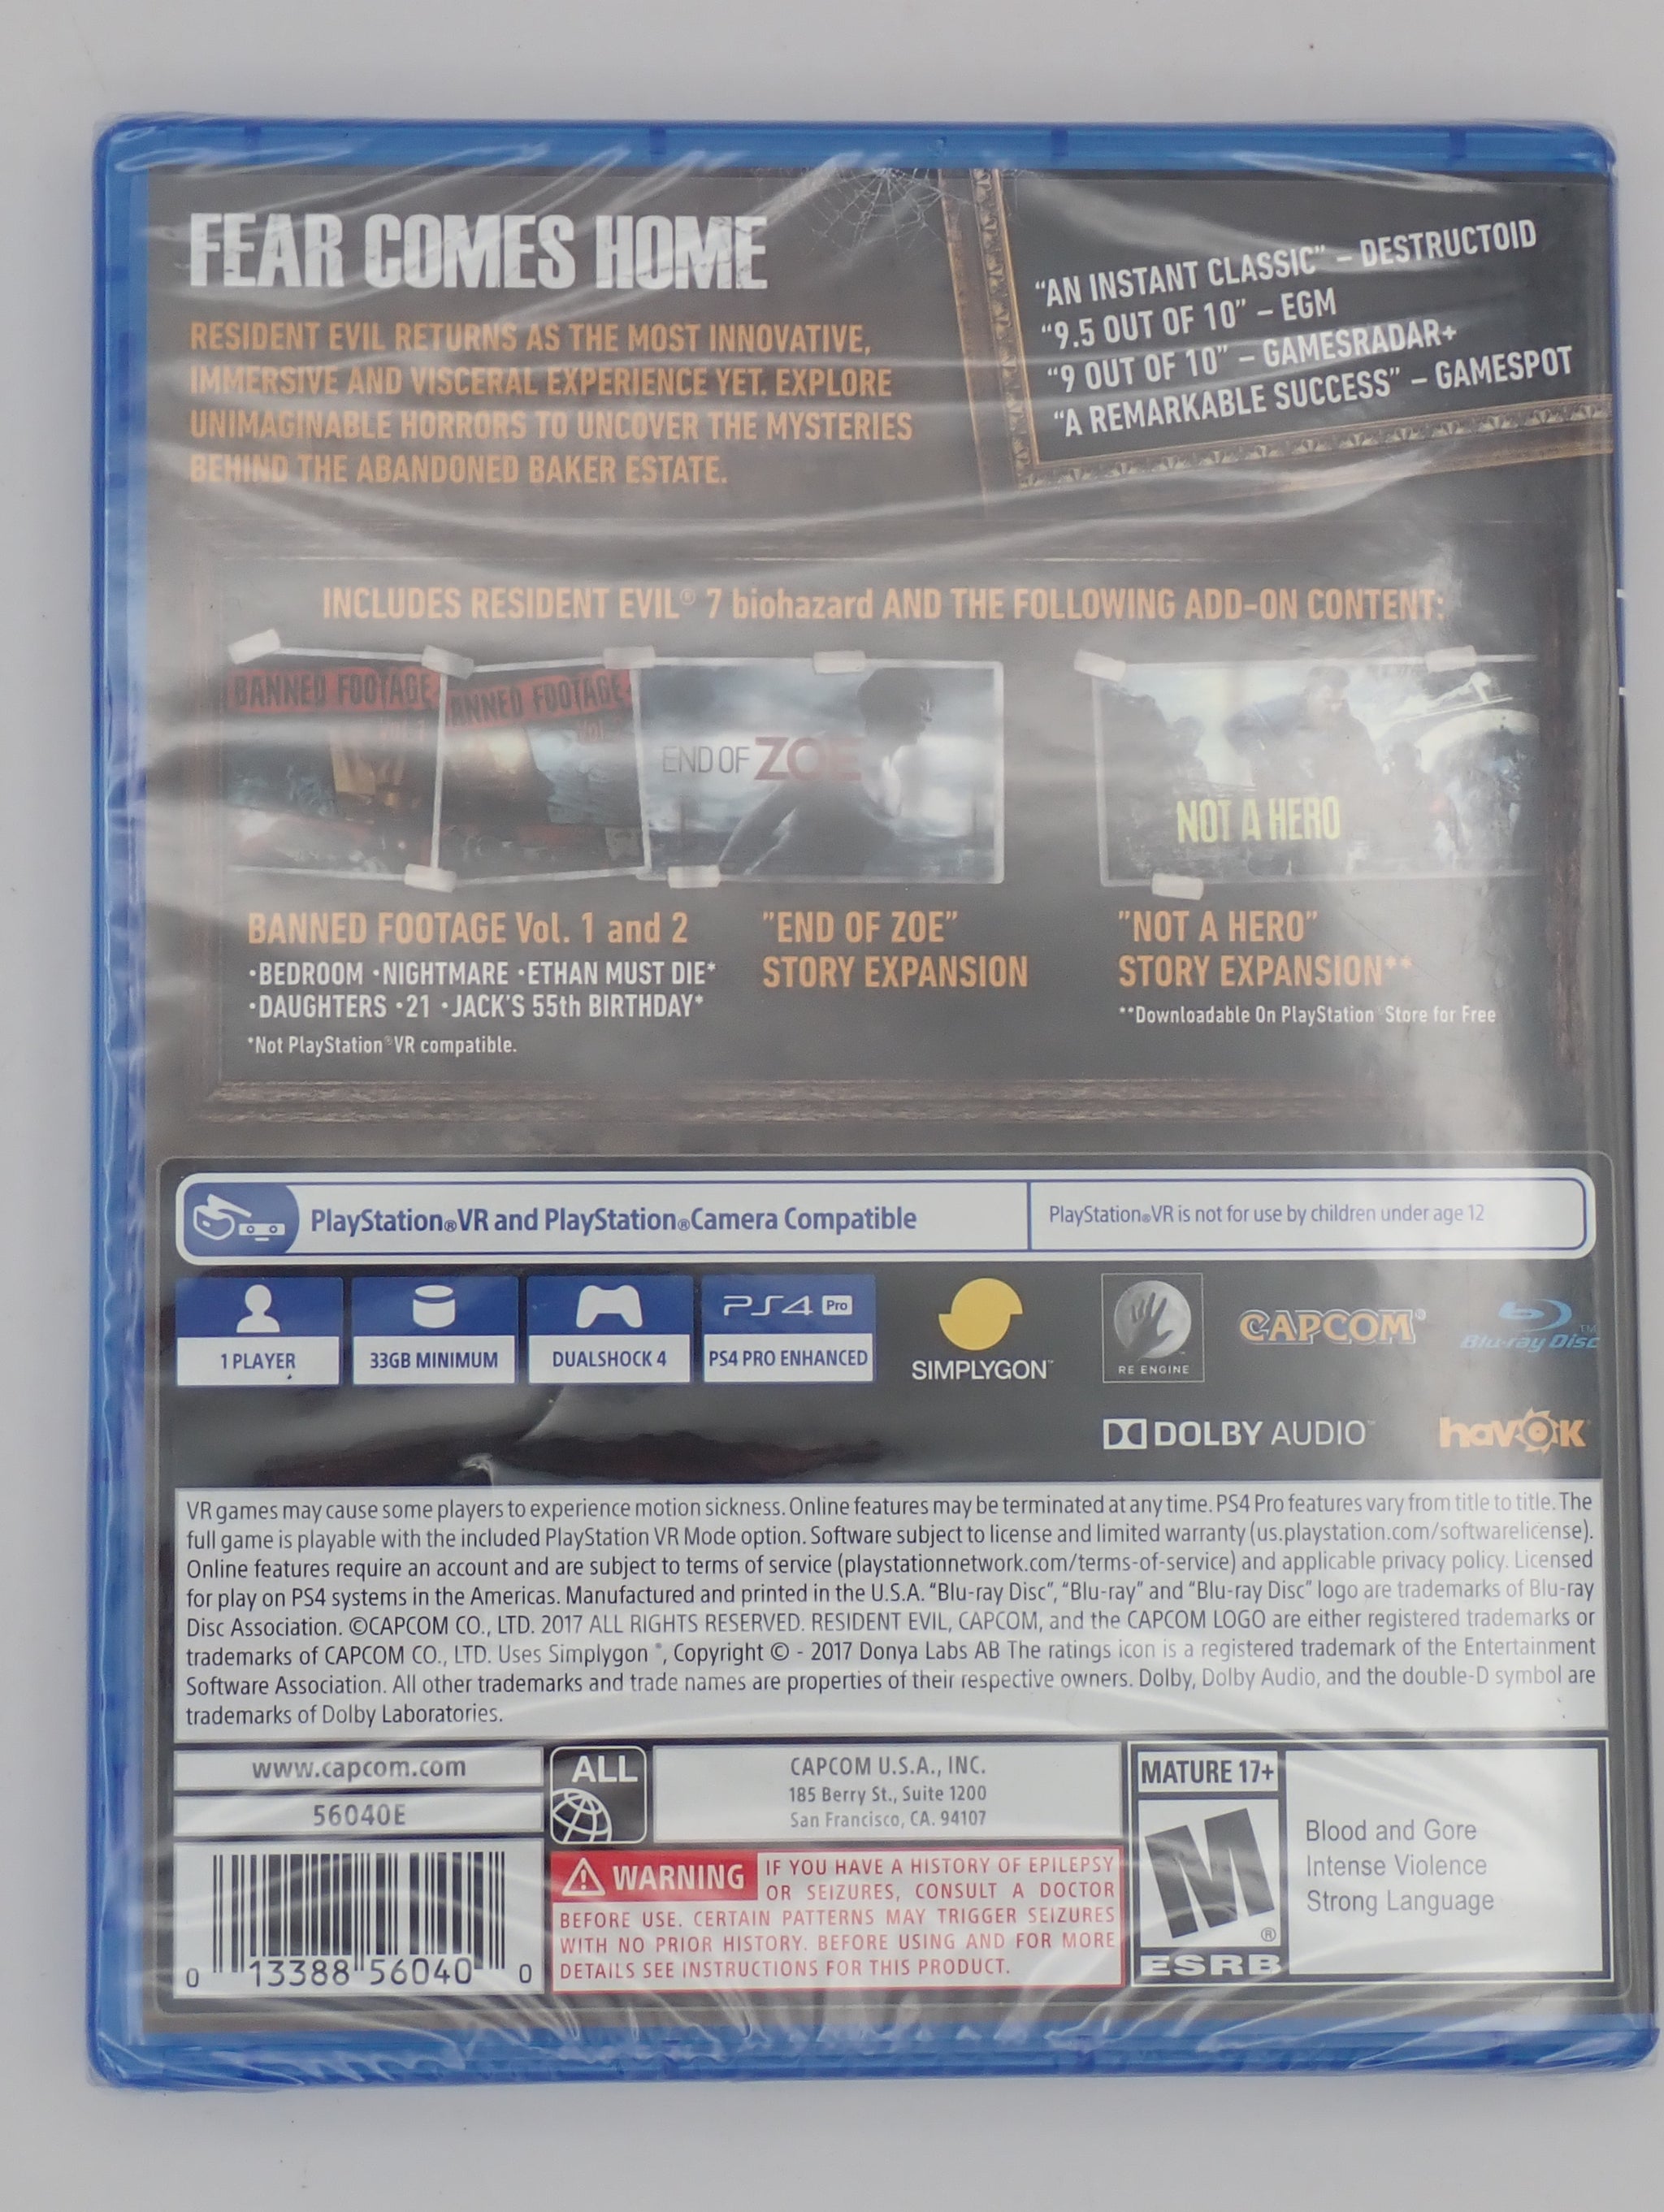 FEAR COMES HOME
RESIDENT EVIL RETURNS AS THE MOST INNOVATIVE,
IMMERSIVE AND VISCERAL EXPERIENCE YET. EXPLORE
UNIMAGINABLE HORRORS TO UNCOVER THE MYSTERIES
BEHIND THE ABANDONED BAKER ESTATE.
"AN INSTANT CLASSIC" – DESTRUCTOID
"9.5 OUT OF 10" – EGM
"9 OUT OF 10" – GAMESRADAR+
"A REMARKABLE SUCCESS" – GAMESPOT
INCLUDES RESIDENT EVIL® 7 biohazard AND THE FOLLOWING ADD-ON CONTENT:
BANNED FOOTAGE
BANNED FOOTAGE
END OF ZOE
NOT A HERO
BANNED FOOTAGE Vol. 1 and 2
•BEDROOM •NIGHTMARE •ETHAN MUST DIE*
•DAUGHTERS •21 •JACK'S 55th BIRTHDAY*
*Not PlayStation®VR compatible.
"END OF ZOE"
STORY EXPANSION
"NOT A HERO"
STORY EXPANSION**
**Downloadable On PlayStation®Store for Free
PlayStation®VR and PlayStation®Camera Compatible
PlayStation®VR is not for use by children under age 12
1 PLAYER
33GB MINIMUM
DUALSHOCK 4
PS4 Pro
PS4 PRO ENHANCED
SIMPLYGON™
RE ENGINE
CAPCOM®
Blu-ray Disc™
DOLBY AUDIO™
havok
VR games may cause some players to experience motion sickness. Online features may be terminated at any time. PS4 Pro features vary from title to title. The
full game is playable with the included PlayStation VR Mode option. Software subject to license and limited warranty (us.playstation.com/softwarelicense).
Online features require an account and are subject to terms of service (playstationnetwork.com/terms-of-service) and applicable privacy policy. Licensed
for play on PS4 systems in the Americas. Manufactured and printed in the U.S.A. "Blu-ray Disc", "Blu-ray" and "Blu-ray Disc" logo are trademarks of Blu-ray
Disc Association. ©CAPCOM CO., LTD. 2017 ALL RIGHTS RESERVED. RESIDENT EVIL, CAPCOM, and the CAPCOM LOGO are either registered trademarks or
trademarks of CAPCOM CO., LTD. Uses Simplygon®, Copyright © - 2017 Donya Labs AB The ratings icon is a registered trademark of the Entertainment
Software Association. All other trademarks and trade names are properties of their respective owners. Dolby, Dolby Audio, and the double-D symbol are
trademarks of Dolby Laboratories.
www.capcom.com
56040E
0 13388 56040 0
ALL
CAPCOM U.S.A., INC.
185 Berry St., Suite 1200
San Francisco, CA. 94107
WARNING IF YOU HAVE A HISTORY OF EPILEPSY
OR SEIZURES, CONSULT A DOCTOR
BEFORE USE. CERTAIN PATTERNS MAY TRIGGER SEIZURES
WITH NO PRIOR HISTORY. BEFORE USING AND FOR MORE
DETAILS SEE INSTRUCTIONS FOR THIS PRODUCT.
MATURE 17+
M®
ESRB
Blood and Gore
Intense Violence
Strong Language